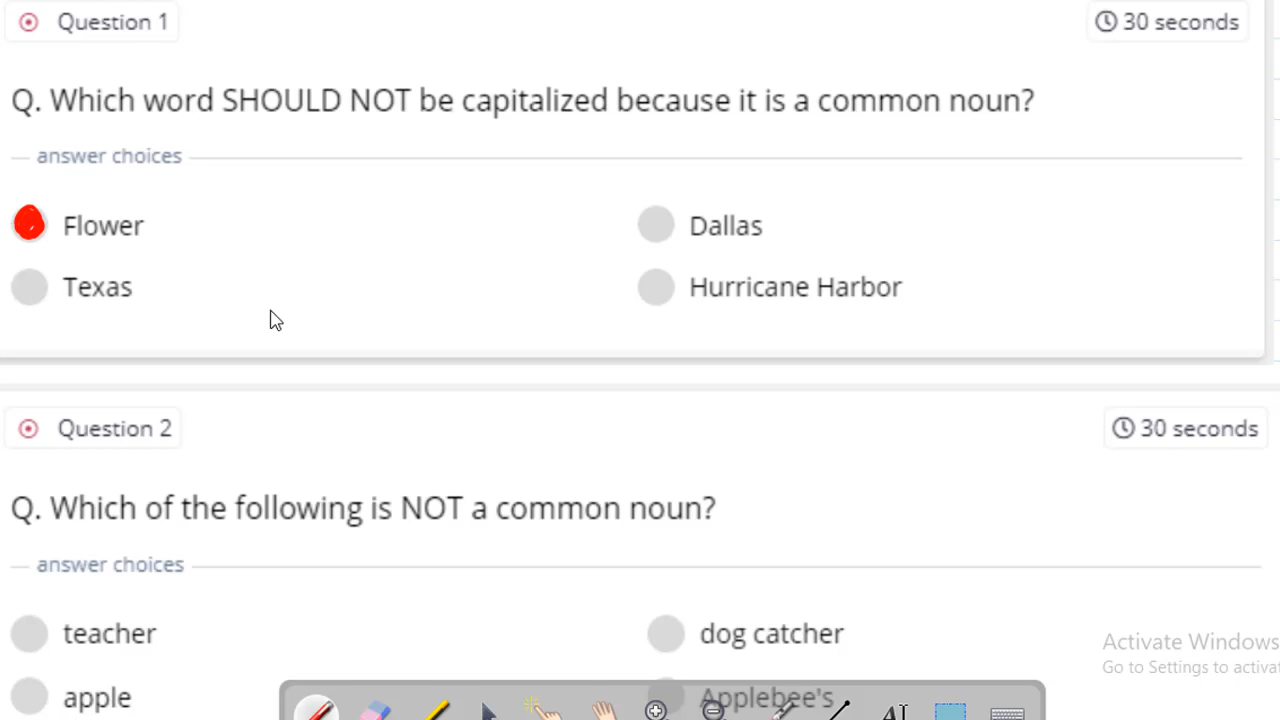 Question 1
30 seconds
Q. Which word SHOULD NOT be capitalized because it is a common noun?
answer choices
Flower
Dallas
Texas
Hurricane Harbor
Question 2
30 seconds
Q. Which of the following is NOT a common noun?
answer choices
teacher
dog catcher
apple
Applebee's
Activate Windows
Go to Settings to activa